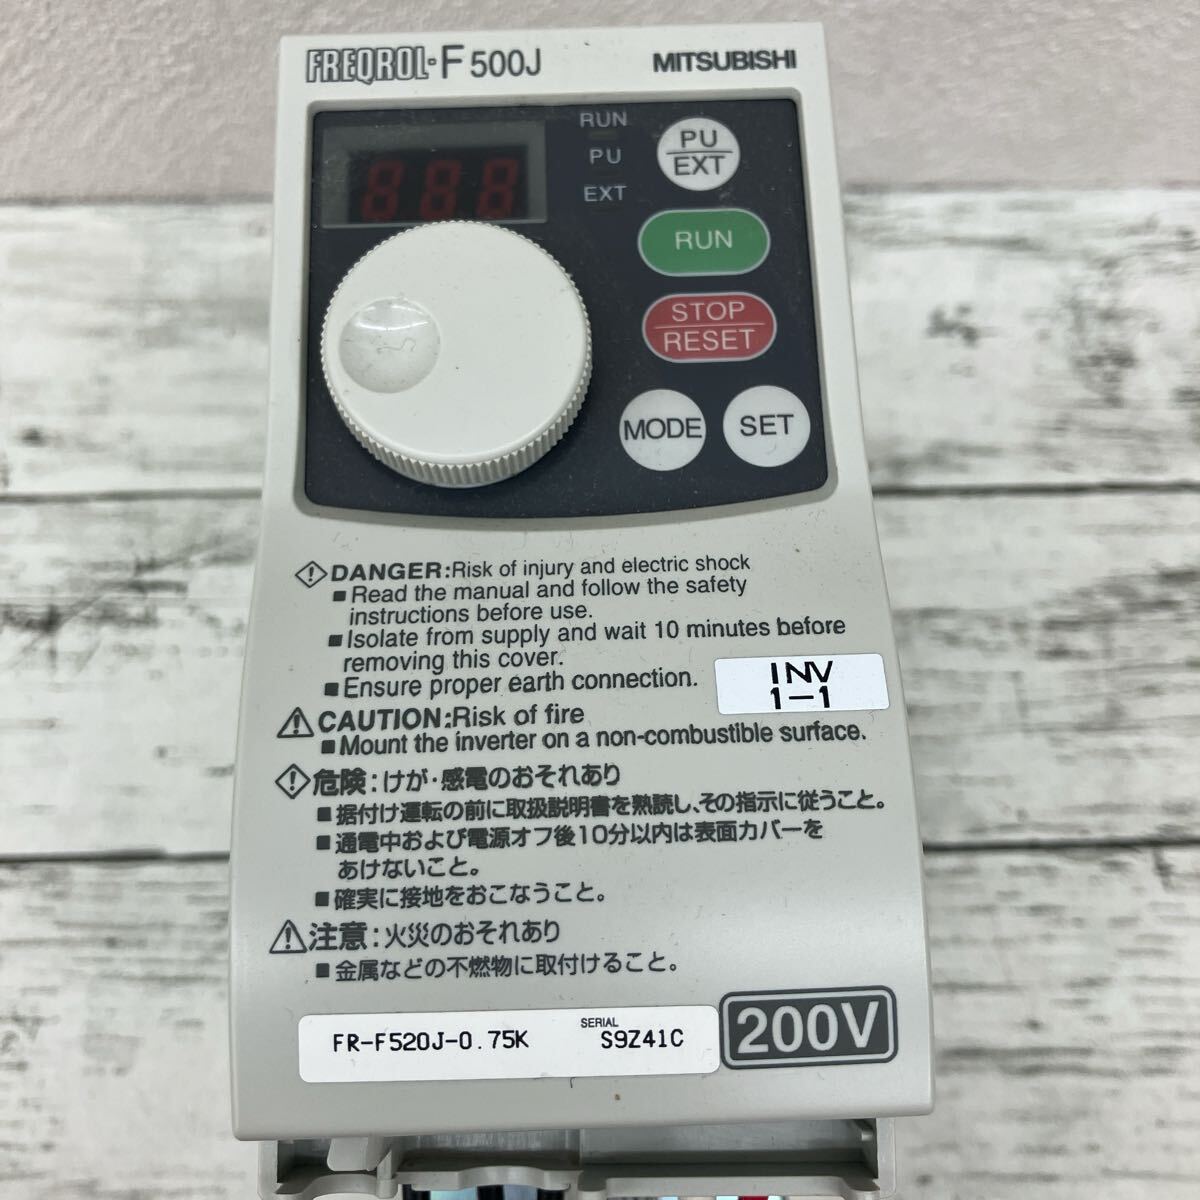 FREQROL-F500J
MITSUBISHI
888
RUN
PU
EXT
PU
EXT
RUN
STOP
RESET
MODE
SET
DANGER:Risk of injury and electric shock
■Read the manual and follow the safety
instructions before use.
■Isolate from supply and wait 10 minutes before
removing this cover.
■Ensure proper earth connection.
INV
1-1
CAUTION:Risk of fire
■Mount the inverter on a non-combustible surface.
危険:けが・感電のおそれあり
■据付け運転の前に取扱説明書を熟読し、その指示に従うこと。
■通電中および電源オフ後10分以内は表面カバーを
あけないこと。
■確実に接地をおこなうこと。
注意:火災のおそれあり
■金属などの不燃物に取付けること。
FR-F520J-0.75K
SERIAL
S9Z41C
200V